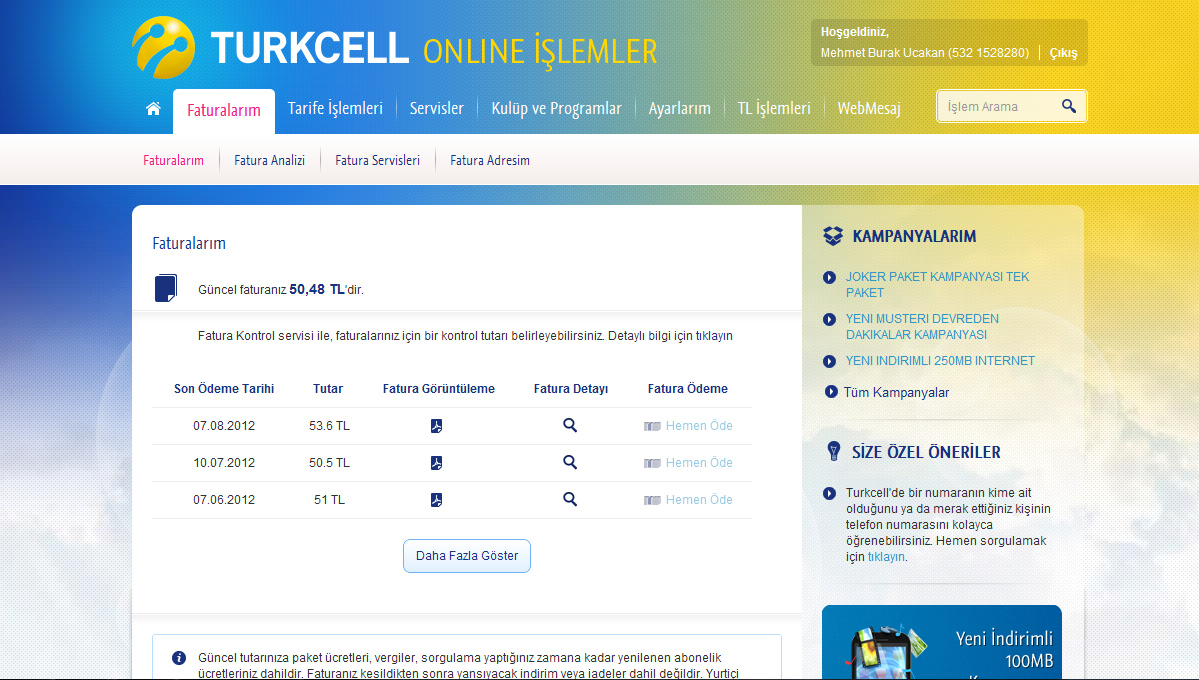 TURKCELL ONLINE İŞLEMLER
Hoşgeldiniz,
Mehmet Burak Ucakan (532 1528280) Çıkış
Faturalarım Tarife İşlemleri Servisler Kulüp ve Programlar Ayarlarım TL İşlemleri WebMesaj İşlem Arama
Faturalarım Fatura Analizi Fatura Servisleri Fatura Adresim
Faturalarım
Güncel faturanız 50,48 TL'dir.
Fatura Kontrol servisi ile, faturalarınız için bir kontrol tutarı belirleyebilirsiniz. Detaylı bilgi için tıklayın
Son Ödeme Tarihi Tutar Fatura Görüntüleme Fatura Detayı Fatura Ödeme
07.08.2012 53.6 TL Hemen Öde
10.07.2012 50.5 TL Hemen Öde
07.06.2012 51 TL Hemen Öde
Daha Fazla Göster
Güncel tutarınıza paket ücretleri, vergiler, sorgulama yaptığınız zamana kadar yenilenen abonelik
ücretleriniz dahildir. Faturanız kesildikten sonra yansıyacak indirim veya iadeler dahil değildir. Yurtiçi
KAMPANYALARIM
JOKER PAKET KAMPANYASI TEK
PAKET
YENI MUSTERI DEVREDEN
DAKIKALAR KAMPANYASI
YENI INDIRIMLI 250MB INTERNET
Tüm Kampanyalar
SİZE ÖZEL ÖNERİLER
Turkcell'de bir numaranın kime ait
olduğunu ya da merak ettiğiniz kişinin
telefon numarasını kolayca
öğrenebilirsiniz. Hemen sorgulamak
için tıklayın.
Yeni İndirimli
100MB